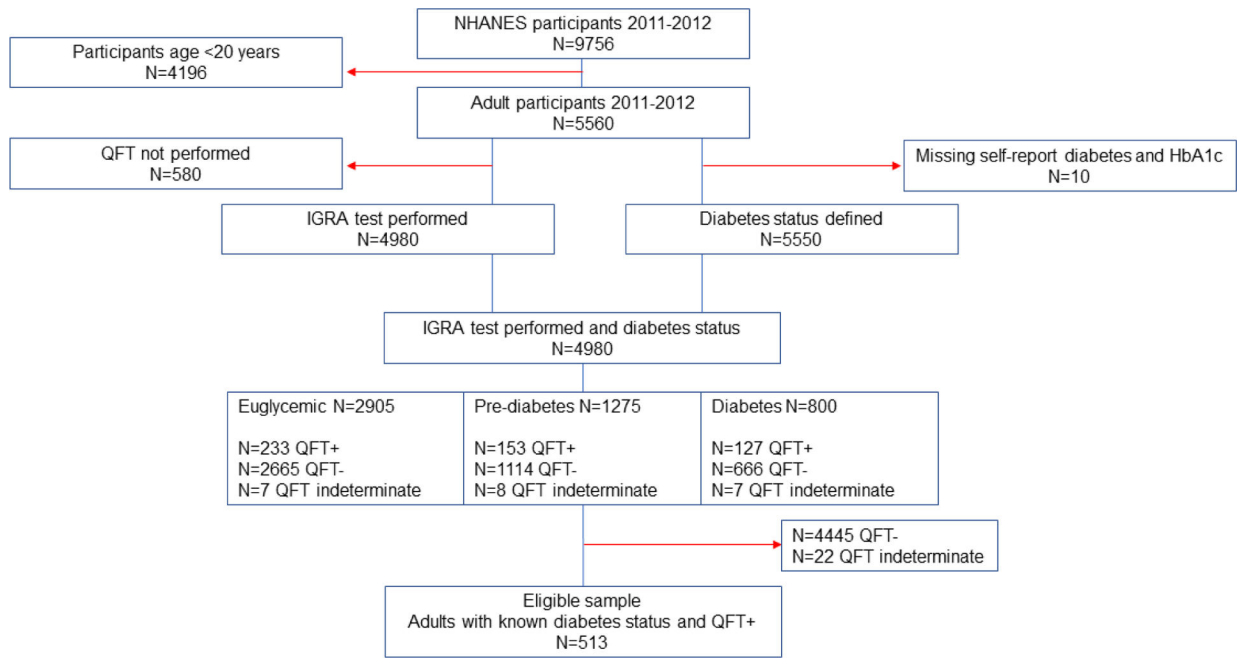 NHANES participants 2011-2012
N=9756
Participants age <20 years
N=4196
Adult participants 2011-2012
N=5560
QFT not performed
N=580
Missing self-report diabetes and HbA1c
N=10
IGRA test performed
N=4980
Diabetes status defined
N=5550
IGRA test performed and diabetes status
N=4980
Euglycemic N=2905
N=233 QFT+
N=2665 QFT-
N=7 QFT indeterminate
Pre-diabetes N=1275
N=153 QFT+
N=1114 QFT-
N=8 QFT indeterminate
Diabetes N=800
N=127 QFT+
N=666 QFT-
N=7 QFT indeterminate
N=4445 QFT-
N=22 QFT indeterminate
Eligible sample
Adults with known diabetes status and QFT+
N=513